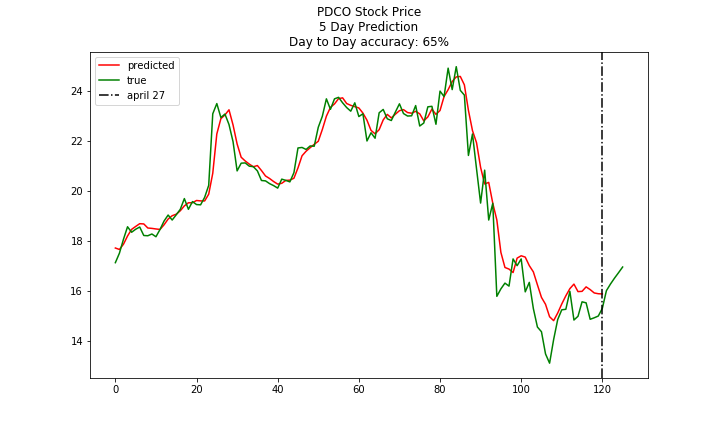 PDCO Stock Price
5 Day Prediction
Day to Day accuracy: 65%
predicted
true
april 27
24
22
20
18
16
14
0 20 40 60 80 100 120